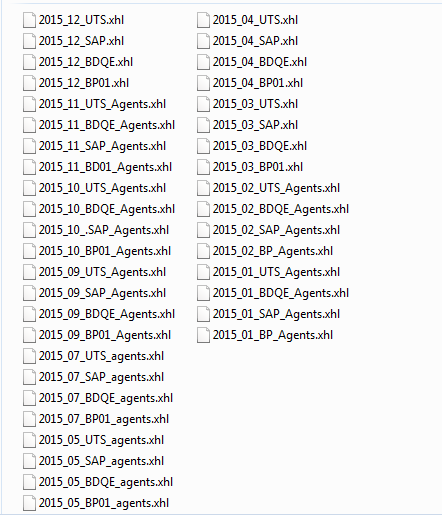 2015_12_UTS.xhl
2015_12_SAP.xhl
2015_12_BDQE.xhl
2015_12_BP01.xhl
2015_11_UTS_Agents.xhl
2015_11_BDQE_Agents.xhl
2015_11_SAP_Agents.xhl
2015_11_BD01_Agents.xhl
2015_10_UTS_Agents.xhl
2015_10_BDQE_Agents.xhl
2015_10_.SAP_Agents.xhl
2015_10_BP01_Agents.xhl
2015_09_UTS_Agents.xhl
2015_09_SAP_Agents.xhl
2015_09_BDQE_Agents.xhl
2015_09_BP01_Agents.xhl
2015_07_UTS_agents.xhl
2015_07_SAP_agents.xhl
2015_07_BDQE_agents.xhl
2015_07_BP01_agents.xhl
2015_05_UTS_agents.xhl
2015_05_SAP_agents.xhl
2015_05_BDQE_agents.xhl
2015_05_BP01_agents.xhl
2015_04_UTS.xhl
2015_04_SAP.xhl
2015_04_BDQE.xhl
2015_04_BP01.xhl
2015_03_UTS.xhl
2015_03_SAP.xhl
2015_03_BDQE.xhl
2015_03_BP01.xhl
2015_02_UTS_Agents.xhl
2015_02_BDQE_Agents.xhl
2015_02_SAP_Agents.xhl
2015_02_BP_Agents.xhl
2015_01_UTS_Agents.xhl
2015_01_BDQE_Agents.xhl
2015_01_SAP_Agents.xhl
2015_01_BP_Agents.xhl